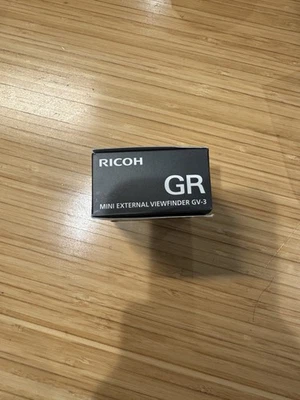 RICOH
GR
MINI EXTERNAL VIEWFINDER GV-3